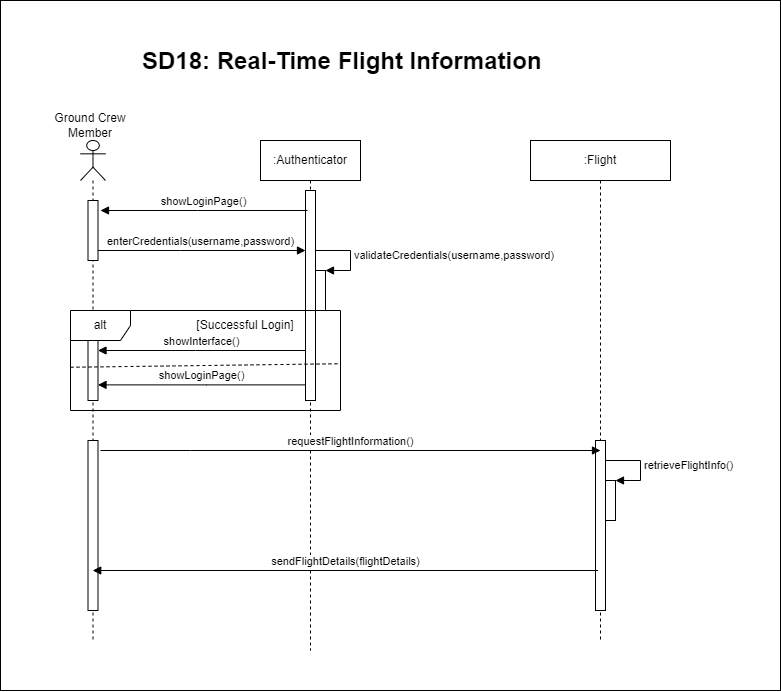 SD18: Real-Time Flight Information
Ground Crew
Member
:Authenticator
:Flight
showLoginPage()
enterCredentials(username,password)
validateCredentials(username,password)
alt
[Successful Login]
showInterface()
showLoginPage()
requestFlightInformation()
retrieveFlightInfo()
sendFlightDetails(flightDetails)